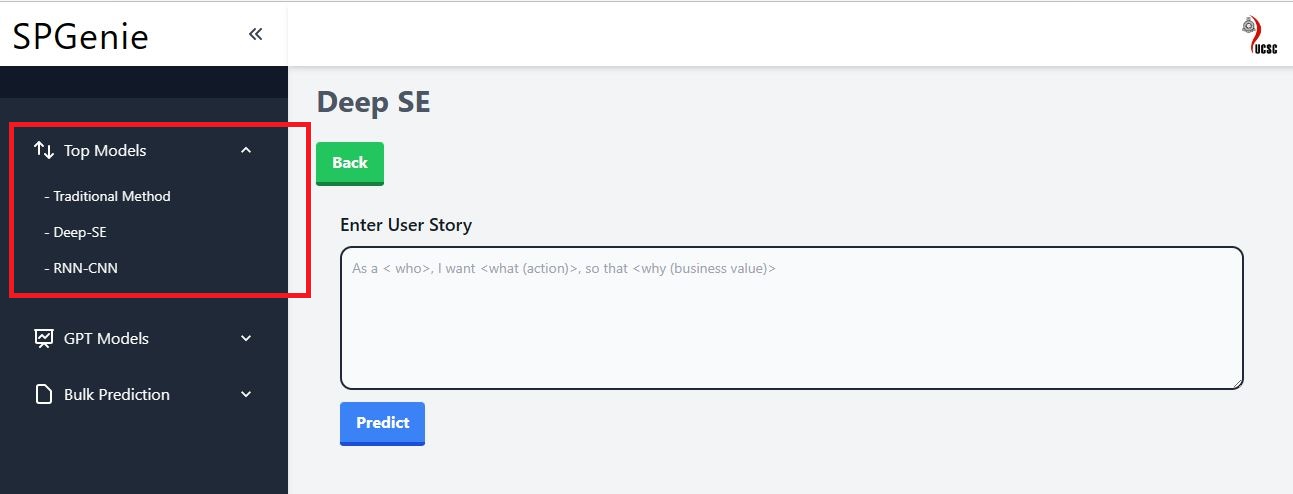 SPGenie
UCSC
Top Models
- Traditional Method
- Deep-SE
- RNN-CNN
GPT Models
Bulk Prediction
Deep SE
Back
Enter User Story
As a < who>, I want <what (action)>, so that <why (business value)>
Predict